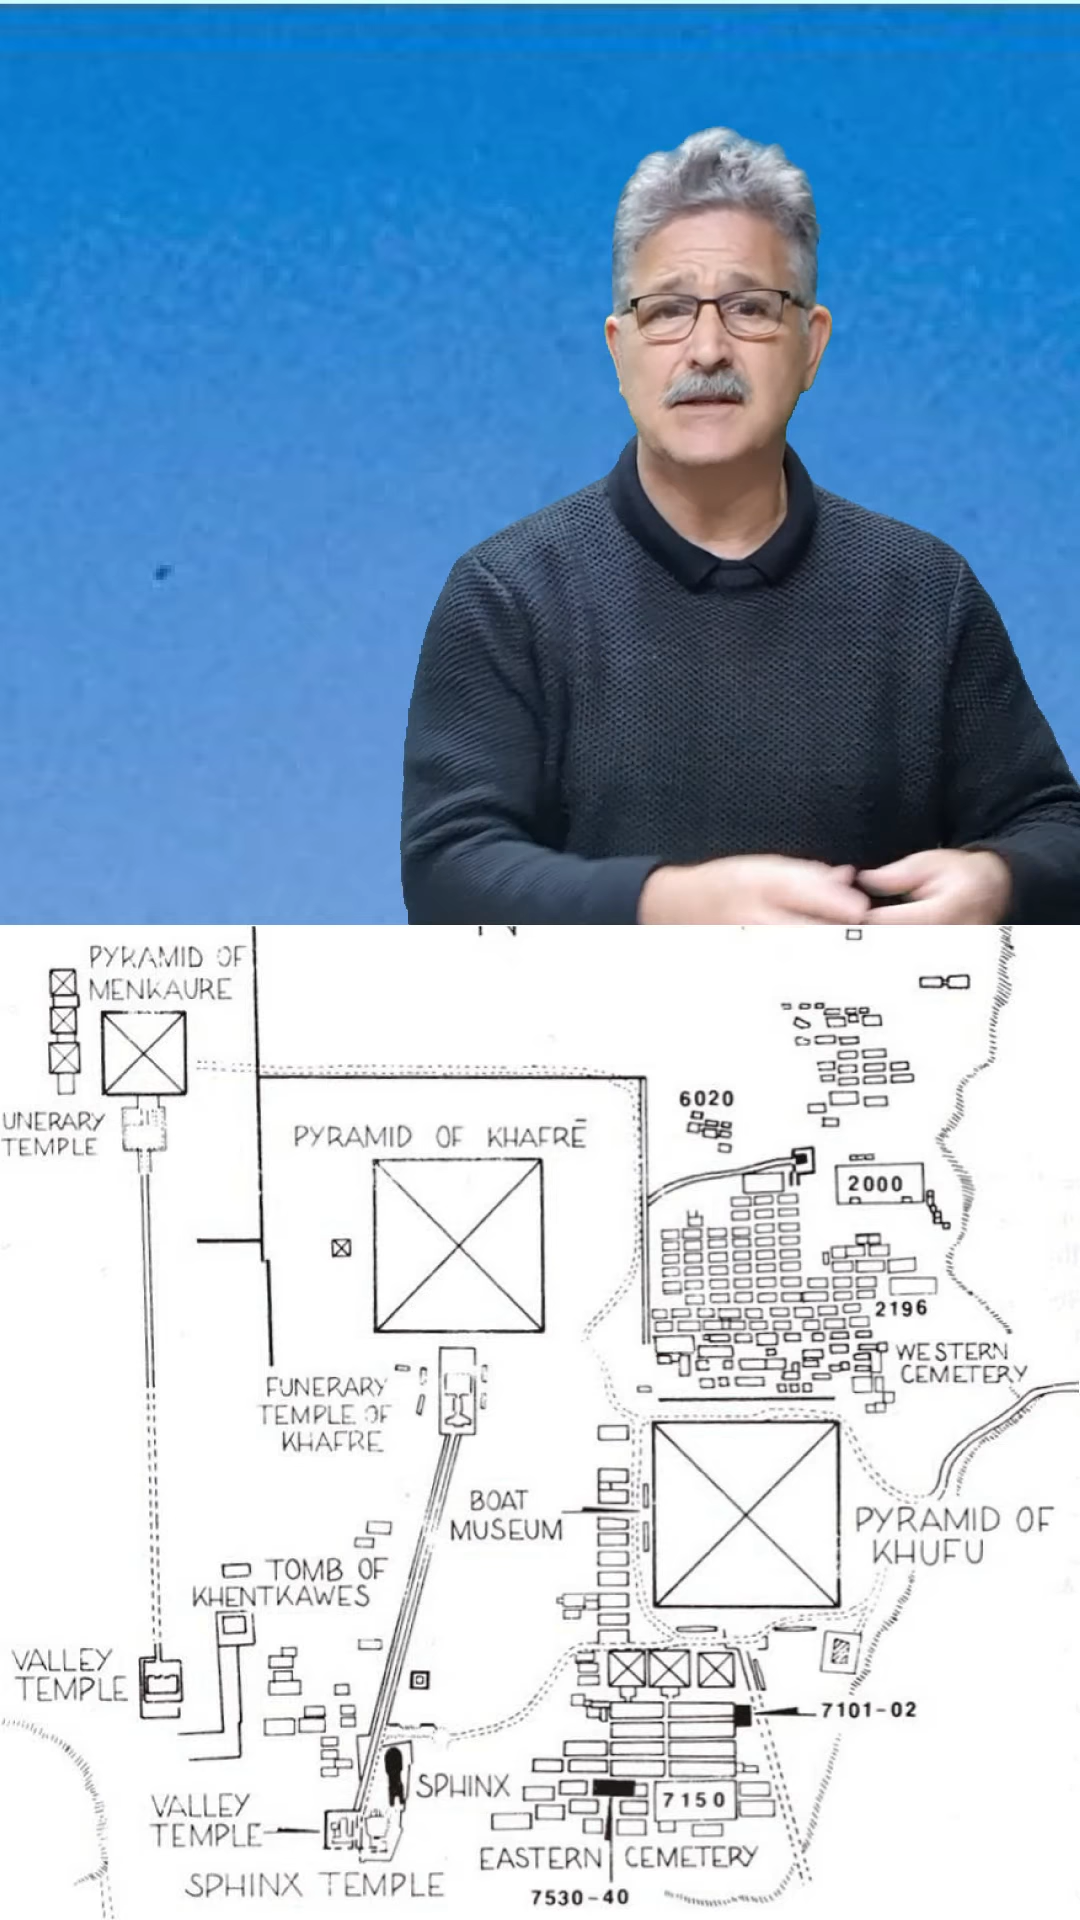 PYRAMID OF
MENKAURE
UNERARY
TEMPLE
PYRAMID OF KHAFRĒ
6020
2000
2196
WESTERN
CEMETERY
FUNERARY
TEMPLE OF
KHAFRE
BOAT
MUSEUM
PYRAMID OF
KHUFU
TOMB OF
KHENTKAWES
VALLEY
TEMPLE
7101-02
SPHINX
7150
VALLEY
TEMPLE
EASTERN CEMETERY
SPHINX TEMPLE
7530-40